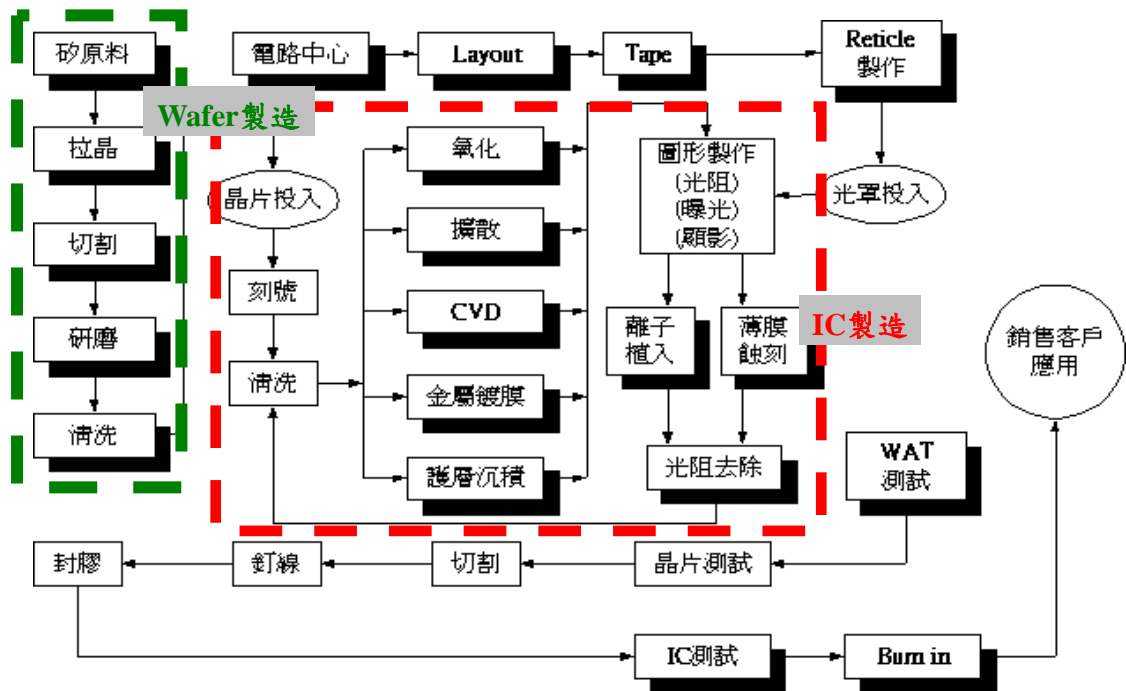 矽原料
電路中心
Layout
Tape
Reticle
製作
Wafer製造
拉晶
切割
研磨
清洗
晶片投入
刻號
清洗
氧化
擴散
CVD
金屬鍍膜
護層沉積
圖形製作
(光阻)
(曝光)
(顯影)
光罩投入
離子
植入
薄膜
蝕刻
IC製造
光阻去除
銷售客戶
應用
WAT
測試
晶片測試
切割
釘線
封膠
IC測試
Burn in